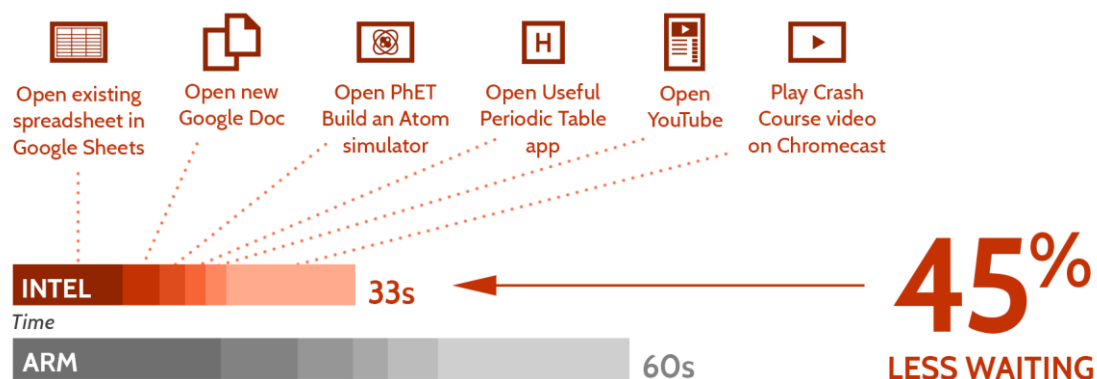 H
Open existing
spreadsheet in
Google Sheets
Open new
Google Doc
Open PhET
Build an Atom
simulator
Open Useful
Periodic Table
app
Open
YouTube
Play Crash
Course video
on Chromecast
INTEL
33s
45%
LESS WAITING
Time
ARM
60s